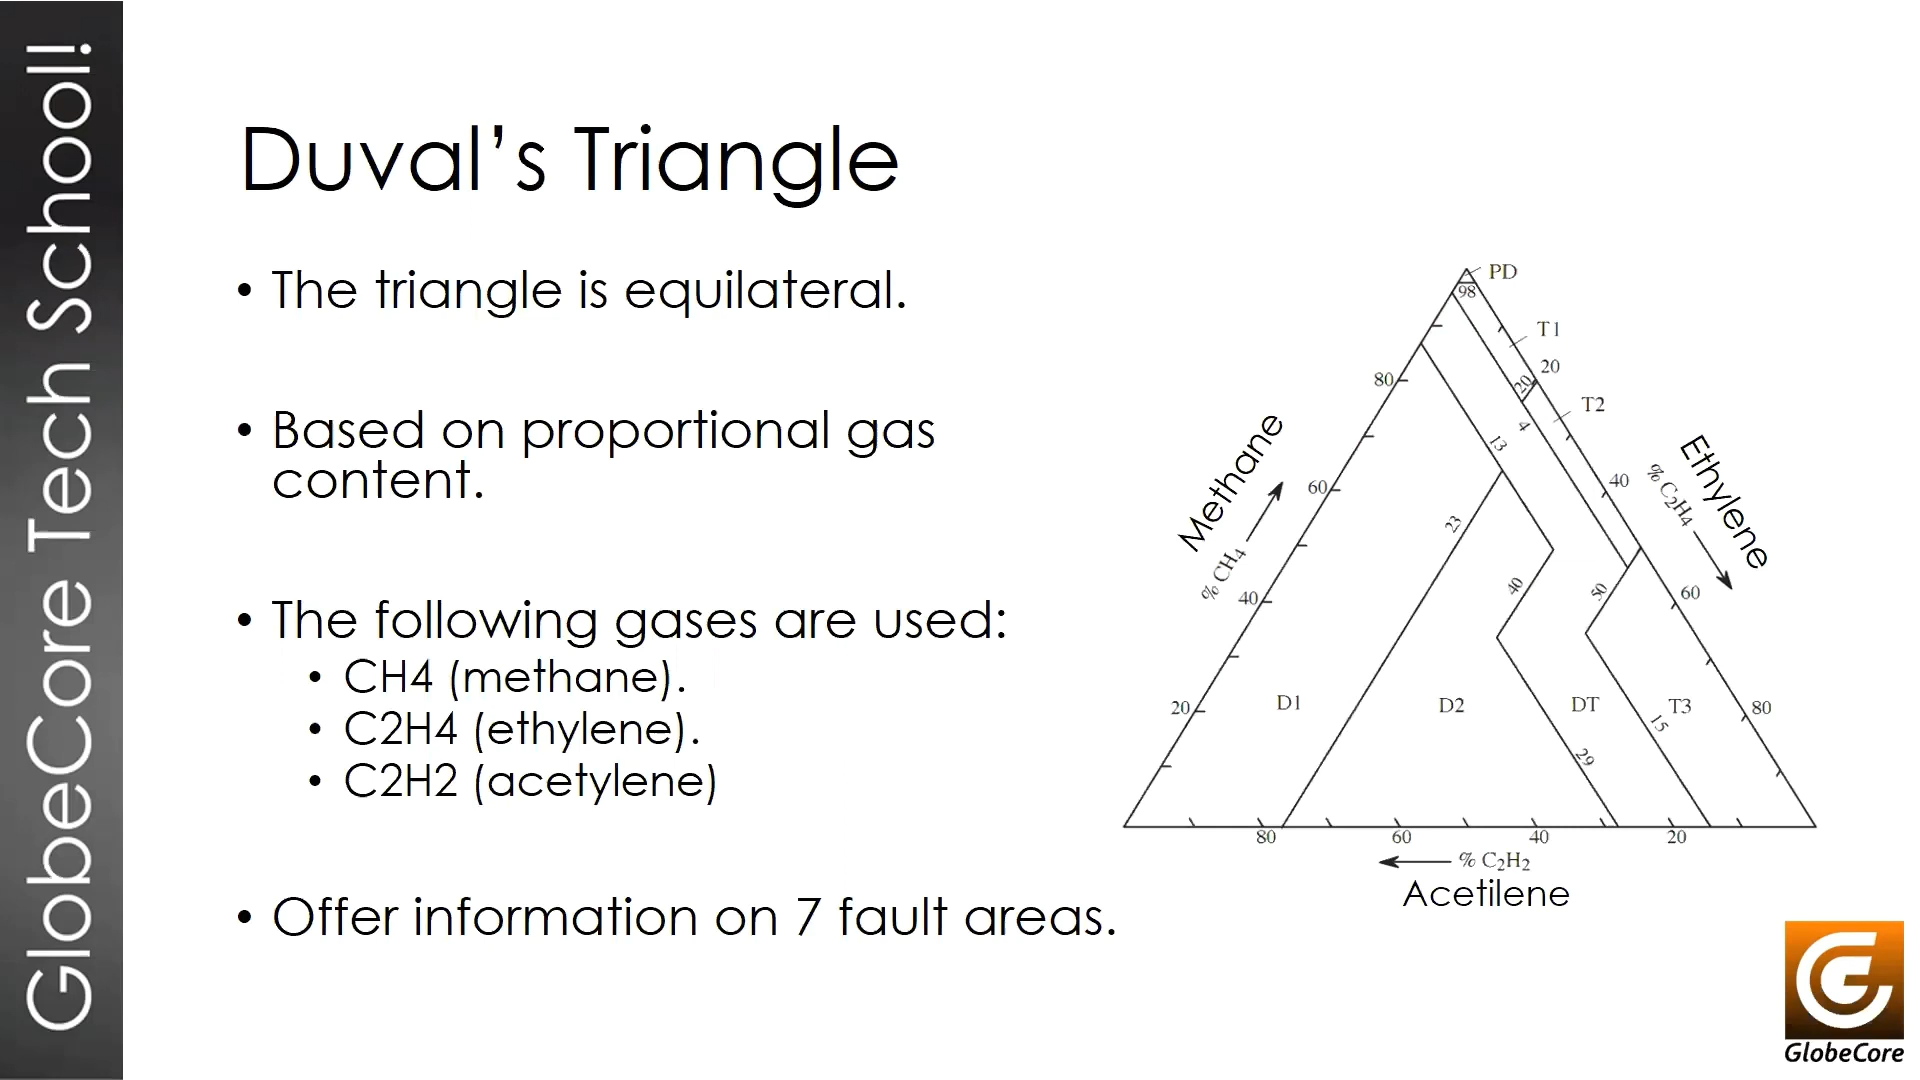 GlobeCore Tech School!
Duval’s Triangle
• The triangle is equilateral.
• Based on proportional gas
content.
• The following gases are used:
• CH4 (methane).
• C2H4 (ethylene).
• C2H2 (acetylene)
• Offer information on 7 fault areas.
PD
98
T1
20
20
80
T2
4
13
Methane
% CH4
Ethylene
% C2H4
40
60
23
40
50
60
40
20
D1
D2
DT
T3
80
15
29
80
60
40
20
% C2H2
Acetilene
GlobeCore